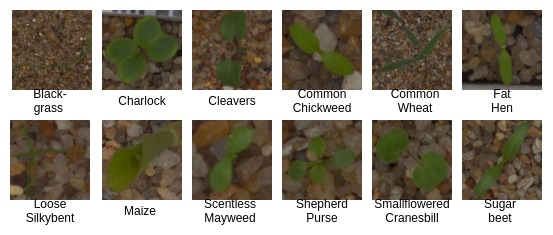 Black-
grass
Charlock
Cleavers
Common
Chickweed
Common
Wheat
Fat
Hen
Loose
Silkybent
Maize
Scentless
Mayweed
Shepherd
Purse
Smallflowered
Cranesbill
Sugar
beet